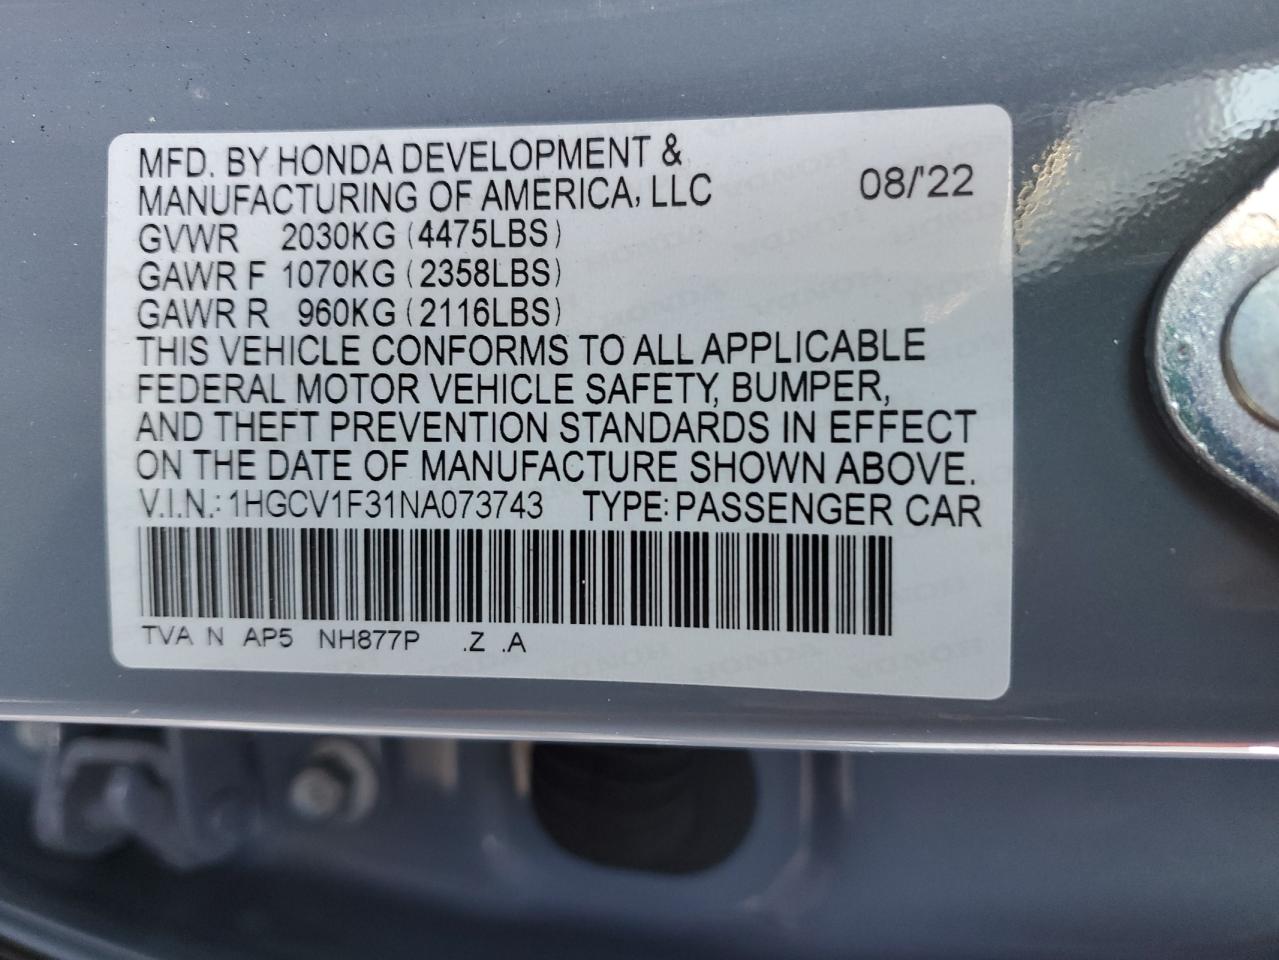 MFD. BY HONDA DEVELOPMENT &
MANUFACTURING OF AMERICA, LLC 08/'22
GVWR 2030KG (4475LBS)
GAWR F 1070KG (2358LBS)
GAWR R 960KG (2116LBS)
THIS VEHICLE CONFORMS TO ALL APPLICABLE
FEDERAL MOTOR VEHICLE SAFETY, BUMPER,
AND THEFT PREVENTION STANDARDS IN EFFECT
ON THE DATE OF MANUFACTURE SHOWN ABOVE.
V.I.N.: 1HGCV1F31NA073743 TYPE: PASSENGER CAR
TVA N AP5 NH877P .Z .A